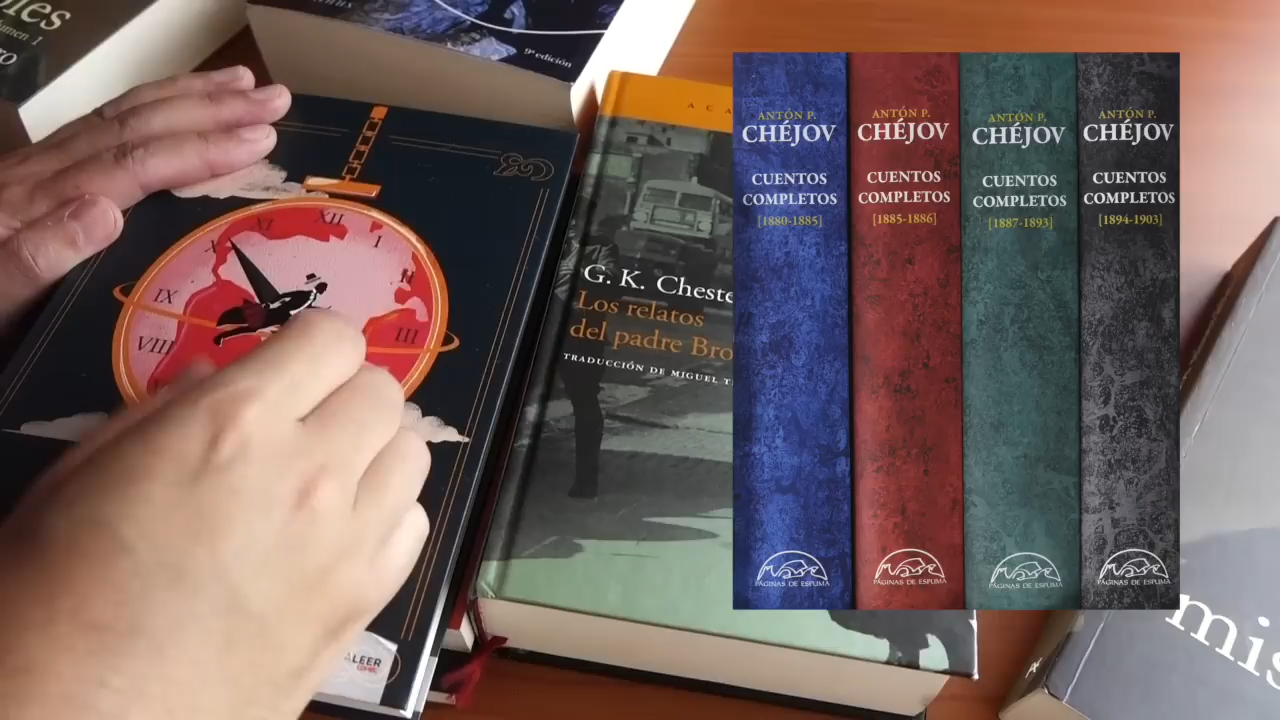 9ª edición
XII
XI
I
II
IX
III
VIII
ALEER
G. K. Cheste
Los relatos
del padre Bro
TRADUCCIÓN DE MIGUEL T
ANTÓN P.
CHÉJOV
CUENTOS
COMPLETOS
[1880-1885]
PÁGINAS DE ESPUMA
ANTÓN P.
CHÉJOV
CUENTOS
COMPLETOS
[1885-1886]
PÁGINAS DE ESPUMA
ANTÓN P.
CHÉJOV
CUENTOS
COMPLETOS
[1887-1893]
PÁGINAS DE ESPUMA
ANTÓN P.
CHÉJOV
CUENTOS
COMPLETOS
[1894-1903]
PÁGINAS DE ESPUMA
mis